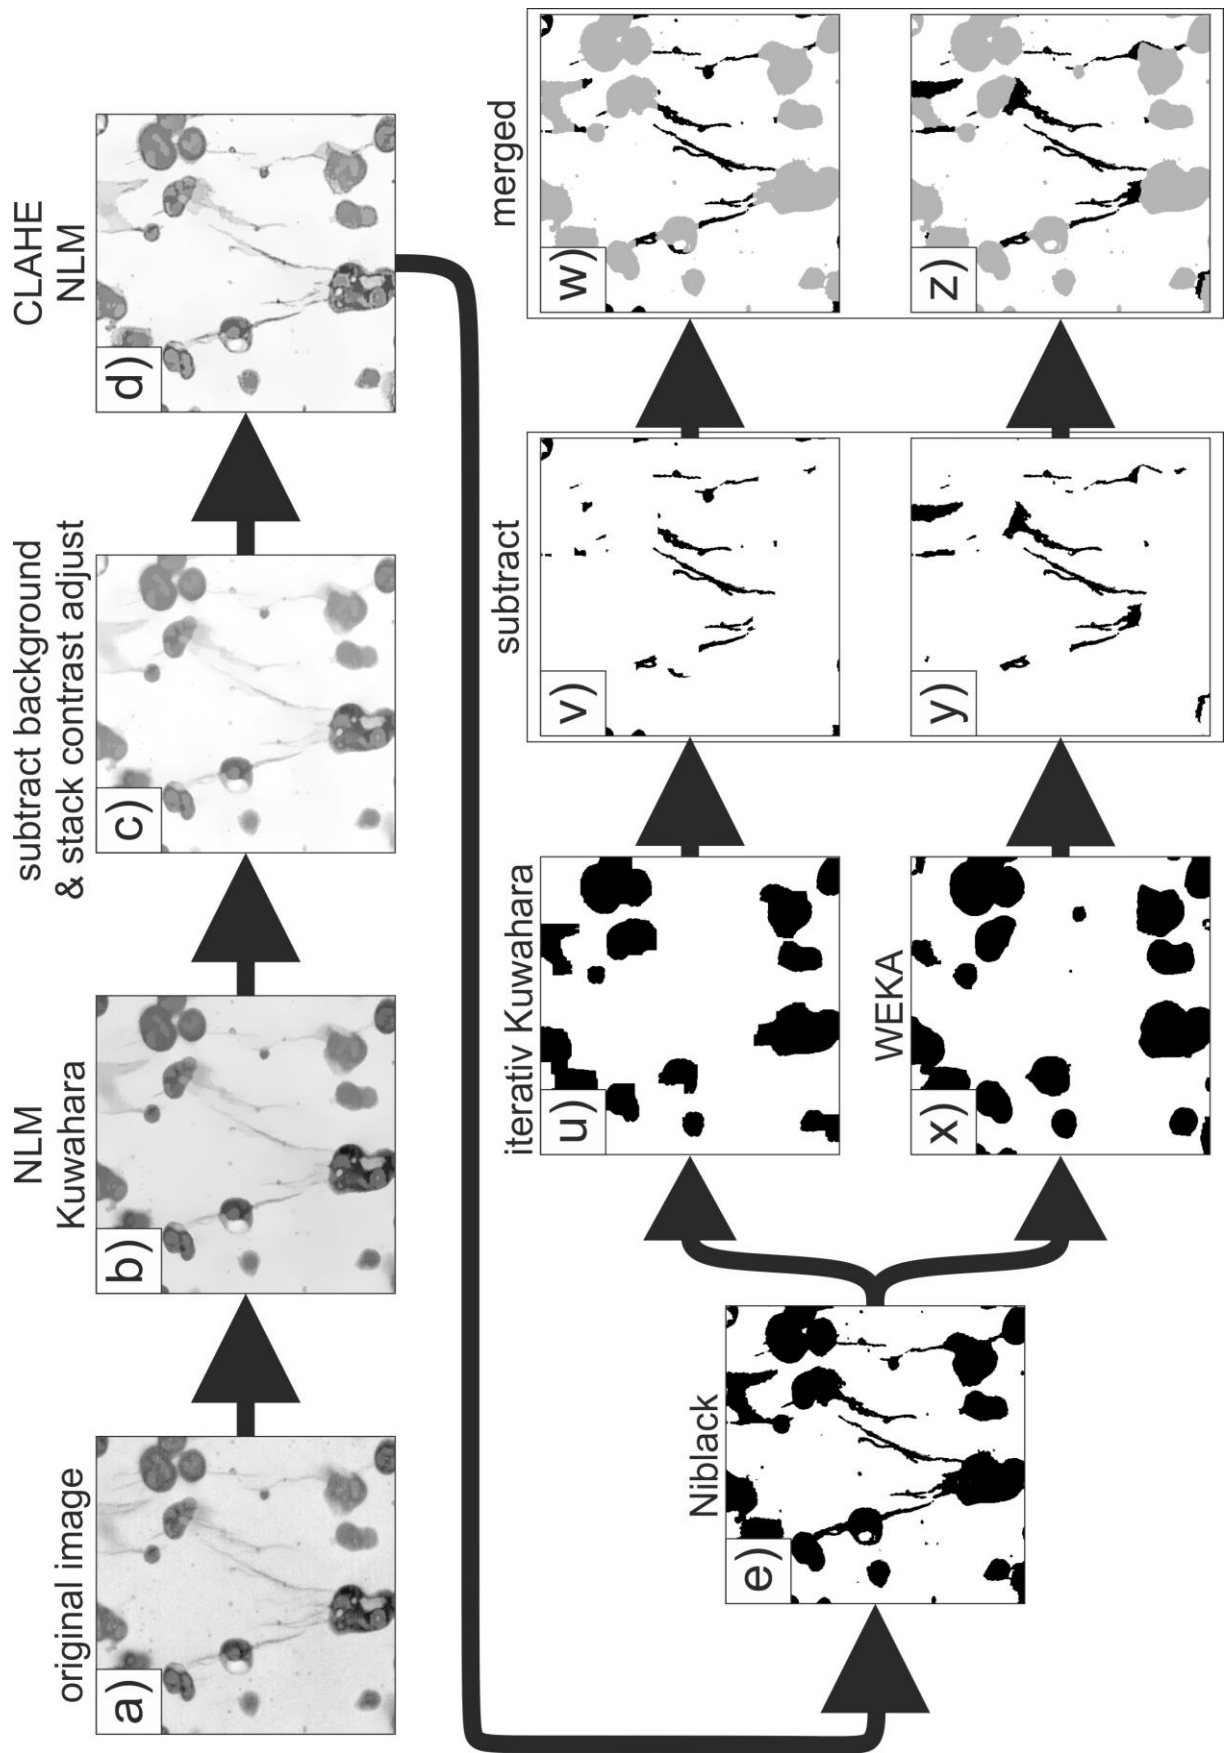 original image
a)
NLM
Kuwahara
b)
subtract background
& stack contrast adjust
c)
CLAHE
NLM
d)
Niblack
e)
iterativ Kuwahara
u)
subtract
v)
merged
w)
WEKA
x)
y)
z)